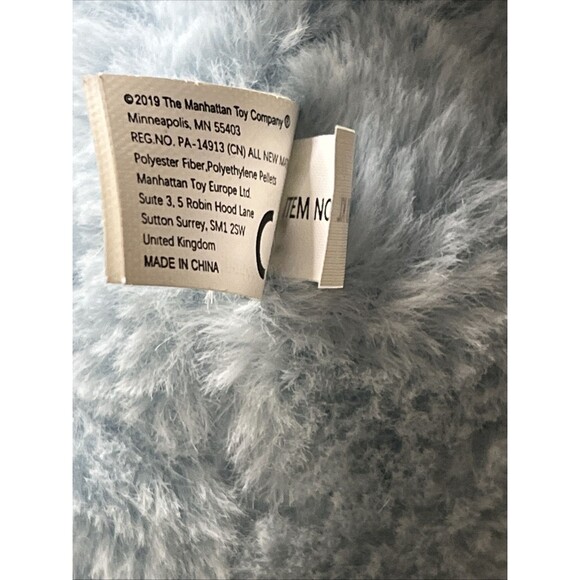 ©2019 The Manhattan Toy Company®
Minneapolis, MN 55403
REG.NO. PA-14913 (CN) ALL NEW
Polyester Fiber,Polyethylene Pellets
Manhattan Toy Europe Ltd
Suite 3, 5 Robin Hood Lane
Sutton Surrey, SM1 2SW
United Kingdom
MADE IN CHINA
ITEM NO